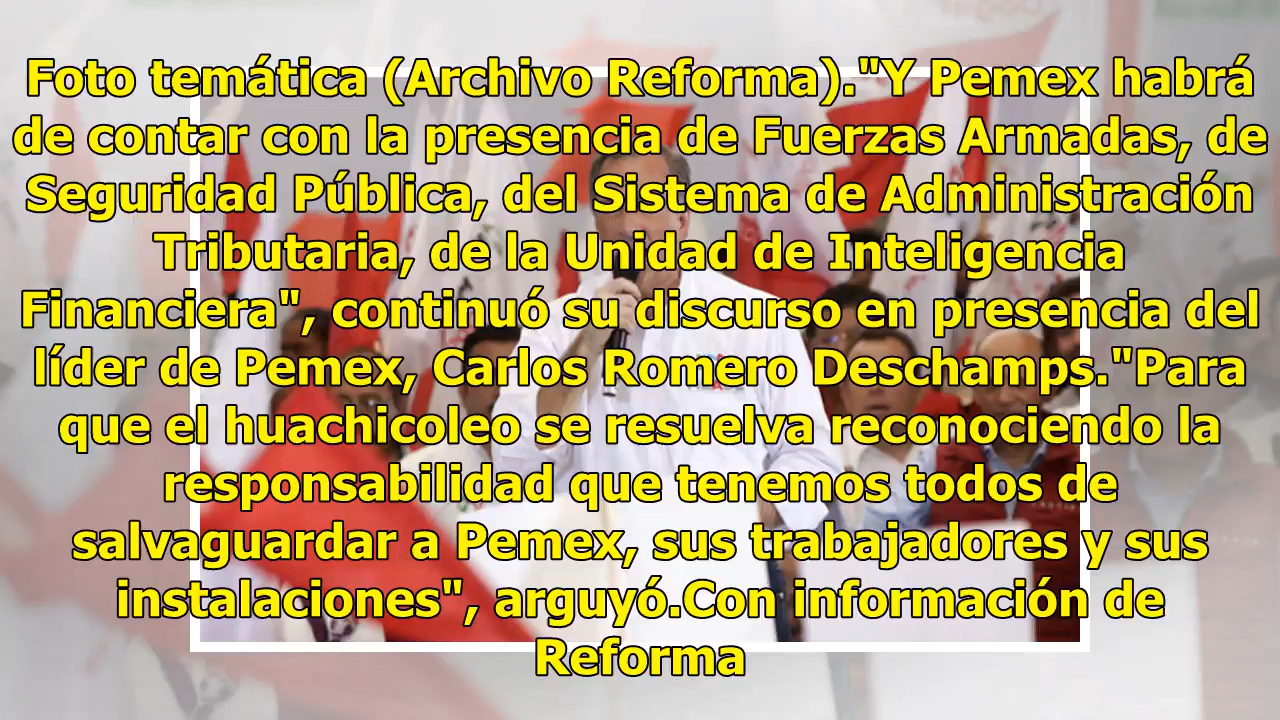 Foto temática (Archivo Reforma)."Y Pemex habrá
de contar con la presencia de Fuerzas Armadas, de
Seguridad Pública, del Sistema de Administración
Tributaria, de la Unidad de Inteligencia
Financiera", continuó su discurso en presencia del
líder de Pemex, Carlos Romero Deschamps."Para
que el huachicoleo se resuelva reconociendo la
responsabilidad que tenemos todos de
salvaguardar a Pemex, sus trabajadores y sus
instalaciones", arguyó.Con información de
Reforma